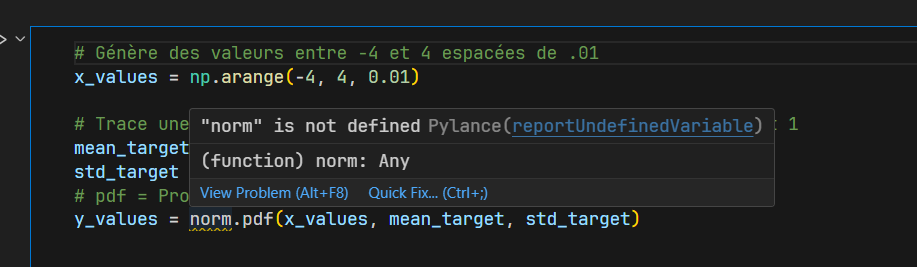 # Génère des valeurs entre -4 et 4 espacées de .01
x_values = np.arange(-4, 4, 0.01)
# Trace une
1
"norm" is not defined Pylance(reportUndefinedVariable)
mean_target
(function) norm: Any
std_target
View Problem (Alt+F8) Quick Fix... (Ctrl+;)
# pdf = Pro
y_values = norm.pdf(x_values, mean_target, std_target)